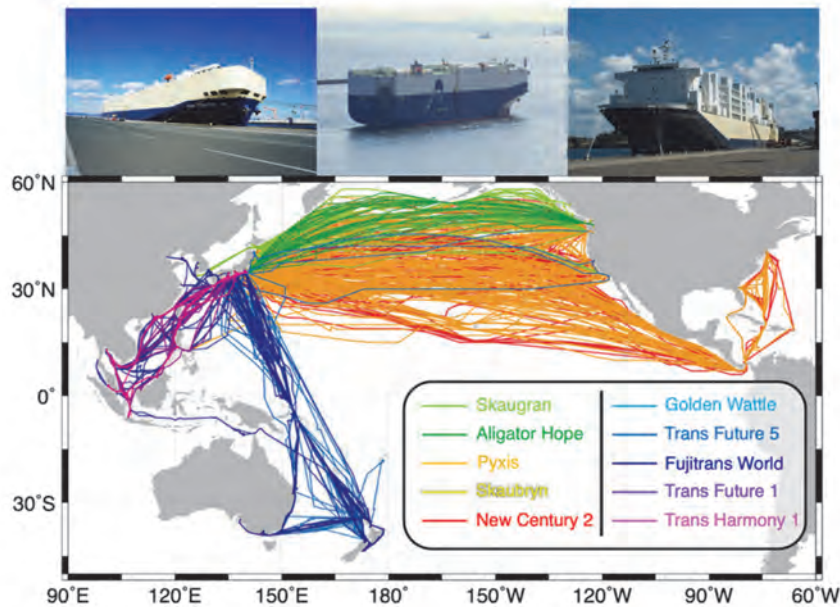 60°N
30°N
0°
30°S
90°E 120°E 150°E 180° 150°W 120°W 90°W 60°W
Skaugran
Aligator Hope
Pyxis
Skaubryn
New Century 2
Golden Wattle
Trans Future 5
Fujitrans World
Trans Future 1
Trans Harmony 1